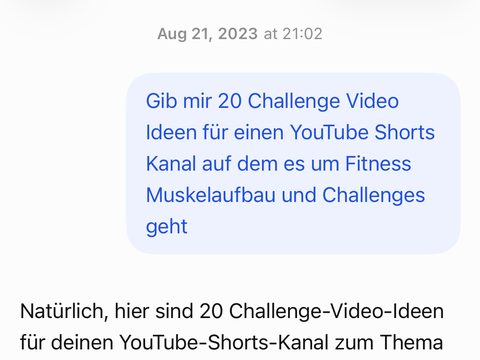 Aug 21, 2023 at 21:02
Gib mir 20 Challenge Video
Ideen für einen YouTube Shorts
Kanal auf dem es um Fitness
Muskelaufbau und Challenges
geht
Natürlich, hier sind 20 Challenge-Video-Ideen
für deinen YouTube-Shorts-Kanal zum Thema